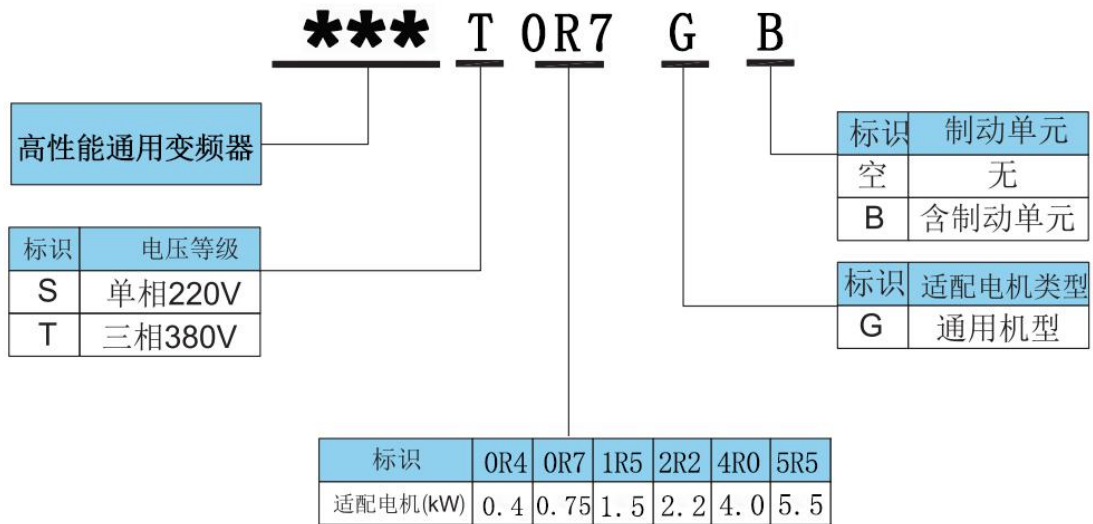 *** T 0R7 G B
高性能通用变频器
标识 制动单元
空 无
B 含制动单元
标识 电压等级
S 单相220V
T 三相380V
标识 适配电机类型
G 通用机型
标识 0R4 0R7 1R5 2R2 4R0 5R5
适配电机(kW) 0.4 0.75 1.5 2.2 4.0 5.5